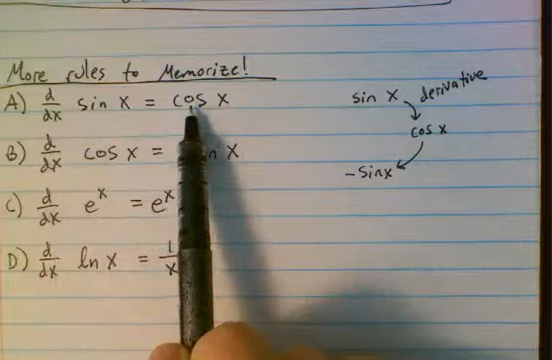 More rules to Memorize!
A) d/dx sin x = cos x
B) d/dx cos x = n x
C) d/dx e^x = e^x
D) d/dx ln x = 1/x
sin x derivative
cos x
-sin x